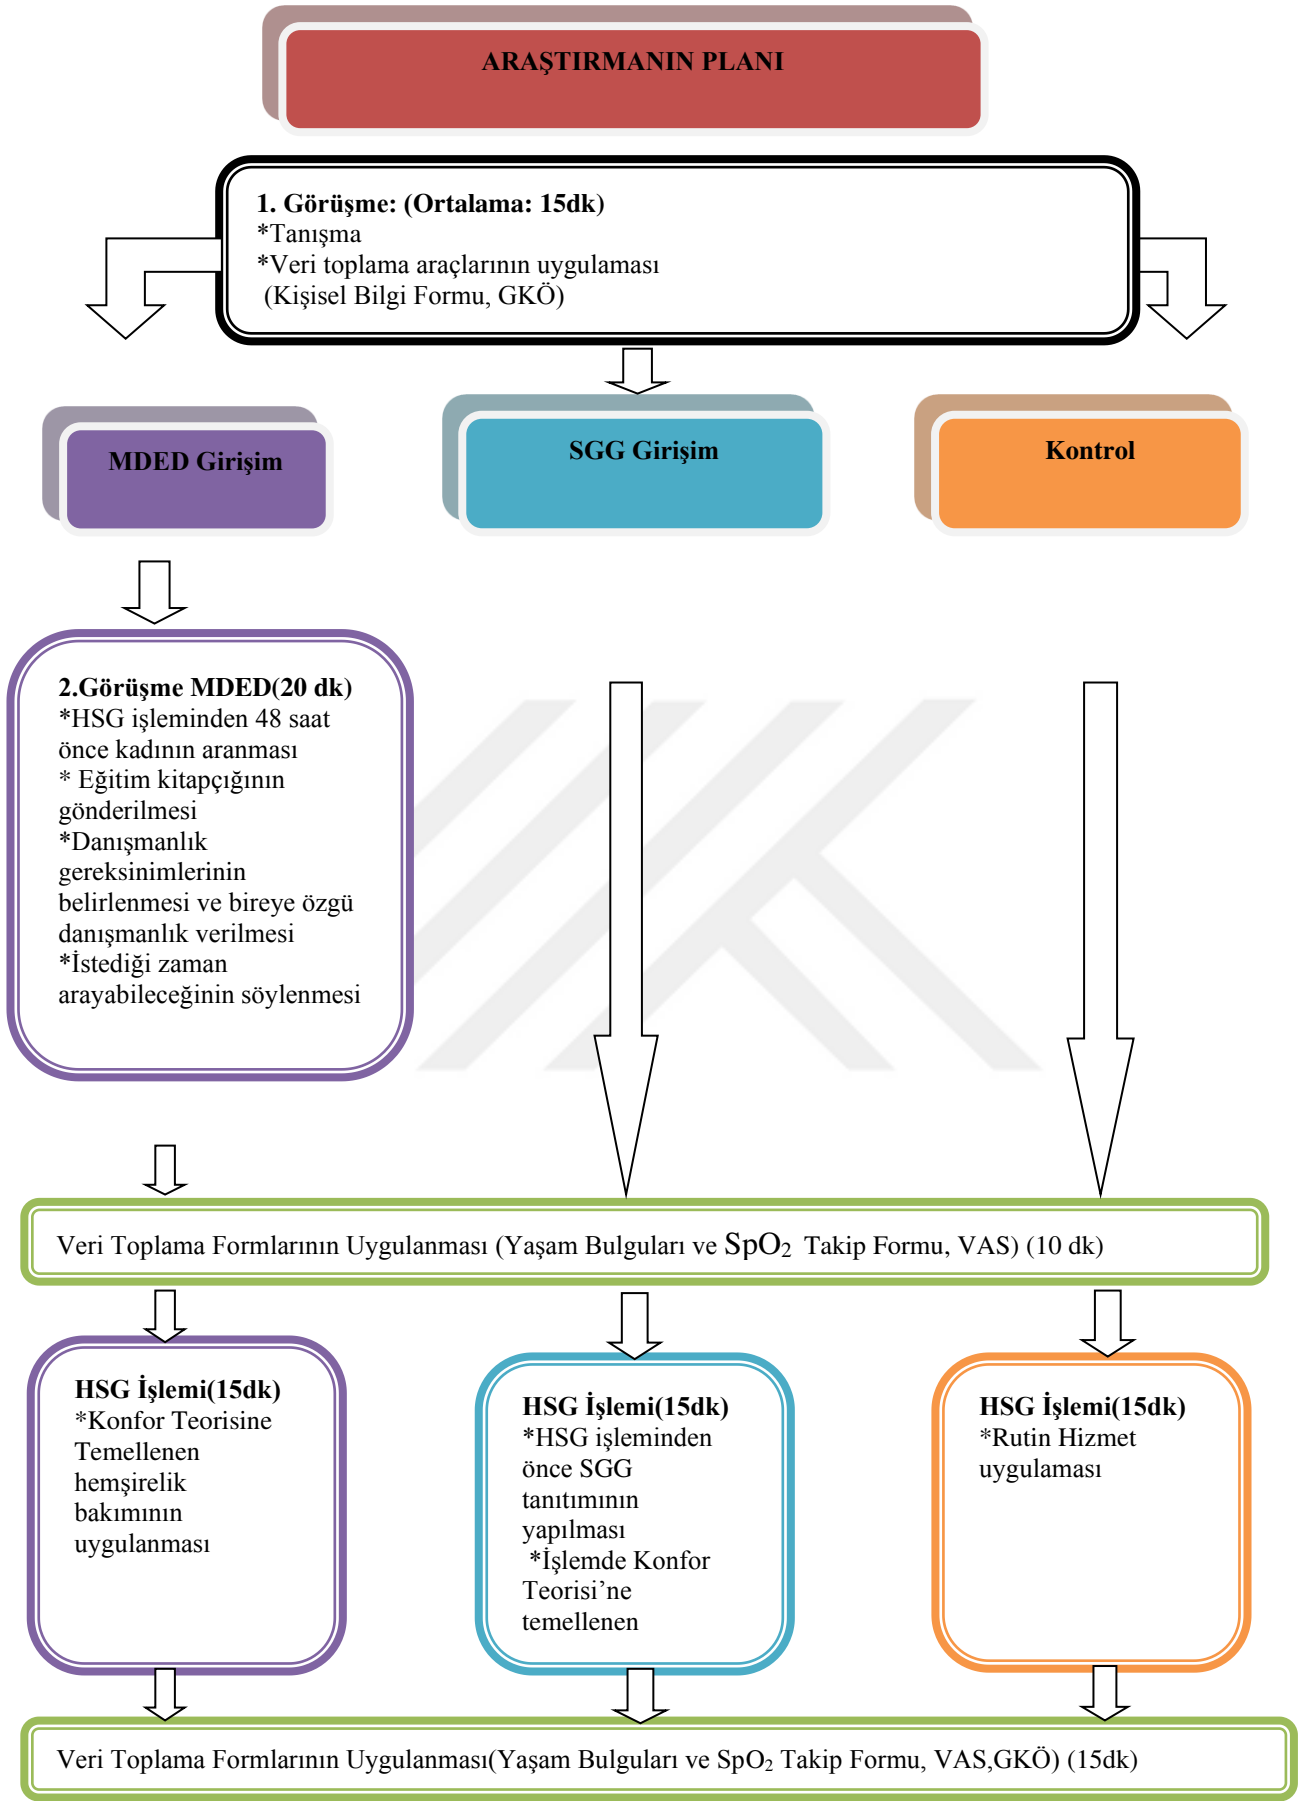 ARAŞTIRMANIN PLANI
1. Görüşme: (Ortalama: 15dk)
*Tanışma
*Veri toplama araçlarının uygulaması
(Kişisel Bilgi Formu, GKÖ)
MDED Girişim
SGG Girişim
Kontrol
2.Görüşme MDED(20 dk)
*HSG işleminden 48 saat
önce kadının aranması
* Eğitim kitapçığının
gönderilmesi
*Danışmanlık
gereksinimlerinin
belirlenmesi ve bireye özgü
danışmanlık verilmesi
*İstediği zaman
arayabileceğinin söylenmesi
Veri Toplama Formlarının Uygulanması (Yaşam Bulguları ve SpO₂ Takip Formu, VAS) (10 dk)
HSG İşlemi(15dk)
*Konfor Teorisine
Temellenen
hemşirelik
bakımının
uygulanması
HSG İşlemi(15dk)
*HSG işleminden
önce SGG
tanıtımının
yapılması
*İşlemde Konfor
Teorisi’ne
temellenen
HSG İşlemi(15dk)
*Rutin Hizmet
uygulaması
Veri Toplama Formlarının Uygulanması(Yaşam Bulguları ve SpO₂ Takip Formu, VAS,GKÖ) (15dk)